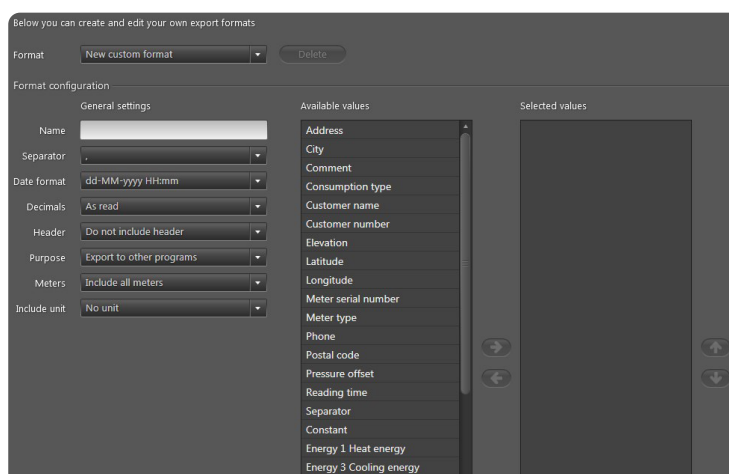 Below you can create and edit your own export formats
Format New custom format Delete
Format configuration
General settings
Name
Separator ,
Date format dd-MM-yyyy HH:mm
Decimals As read
Header Do not include header
Purpose Export to other programs
Meters Include all meters
Include unit No unit
Available values
Address
City
Comment
Consumption type
Customer name
Customer number
Elevation
Latitude
Longitude
Meter serial number
Meter type
Phone
Postal code
Pressure offset
Reading time
Separator
Constant
Energy 1 Heat energy
Energy 3 Cooling energy
Selected values